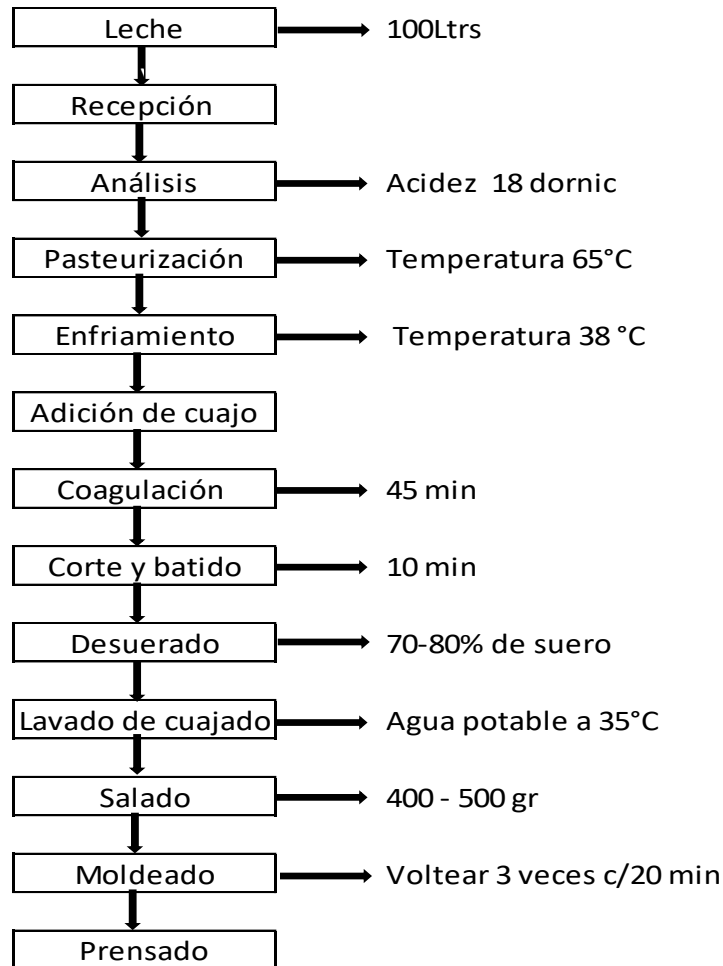 Leche 100Ltrs
Recepción
Análisis Acidez 18 dornic
Pasteurización Temperatura 65°C
Enfriamiento Temperatura 38 °C
Adición de cuajo
Coagulación 45 min
Corte y batido 10 min
Desuerado 70-80% de suero
Lavado de cuajado Agua potable a 35°C
Salado 400 - 500 gr
Moldeado Voltear 3 veces c/20 min
Prensado